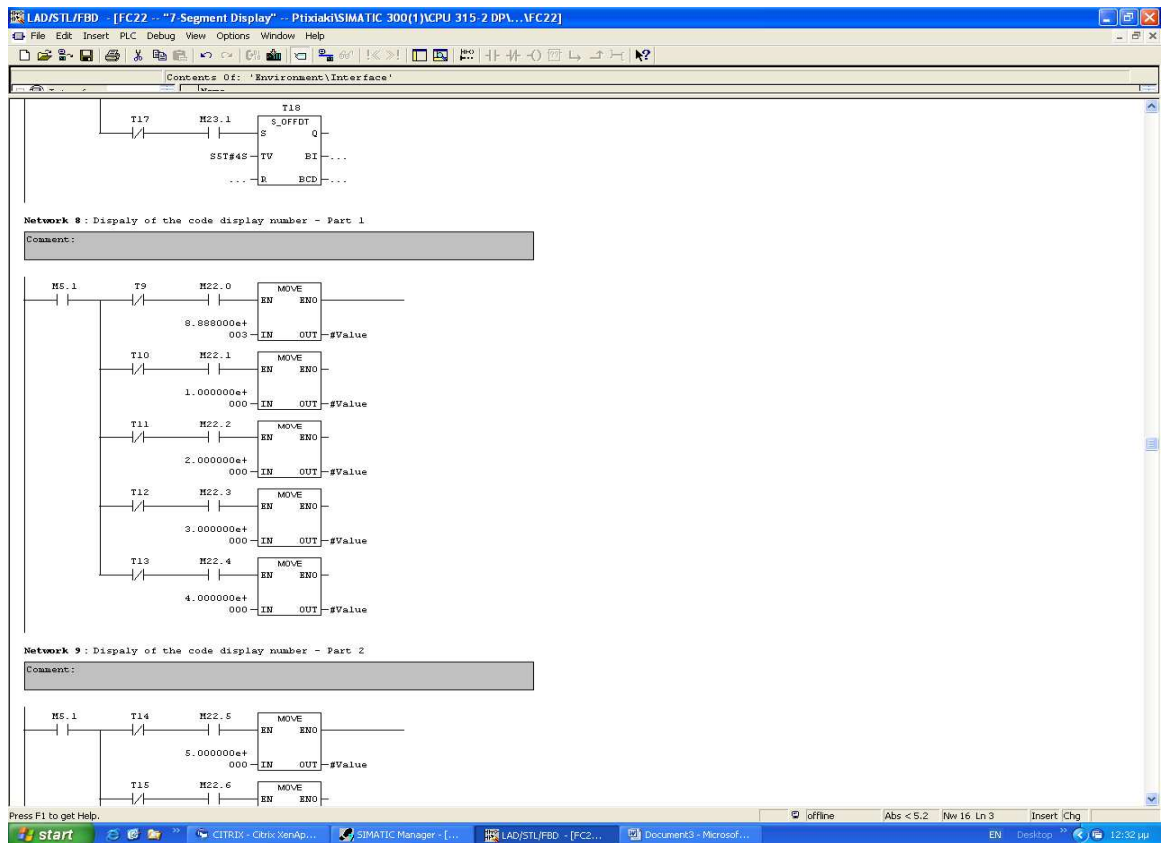 LAD/STL/FBD - [FC22 -- "7-Segment Display" -- Ptixiaki\SIMATIC 300(1)\CPU 315-2 DP\...\FC22]
File Edit Insert PLC Debug View Options Window Help
Contents Of: 'Environment\Interface'
T18
T17 M23.1 S_OFFDT
S Q
S5T#4S TV BI ...
... R BCD ...
Network 8 : Dispaly of the code display number - Part 1
Comment:
M5.1 T9 M22.0 MOVE
EN ENO
8.888000e+
003 IN OUT #Value
T10 M22.1 MOVE
EN ENO
1.000000e+
000 IN OUT #Value
T11 M22.2 MOVE
EN ENO
2.000000e+
000 IN OUT #Value
T12 M22.3 MOVE
EN ENO
3.000000e+
000 IN OUT #Value
T13 M22.4 MOVE
EN ENO
4.000000e+
000 IN OUT #Value
Network 9 : Dispaly of the code display number - Part 2
Comment:
M5.1 T14 M22.5 MOVE
EN ENO
5.000000e+
000 IN OUT #Value
T15 M22.6 MOVE
EN ENO
Press F1 to get Help. offline Abs < 5.2 Nw 16 Ln 3 Insert Chg
start CITRIX - Citrix XenAp... SIMATIC Manager - [... LAD/STL/FBD - [FC2... Document3 - Microsof... EN Desktop 12:32 μμ